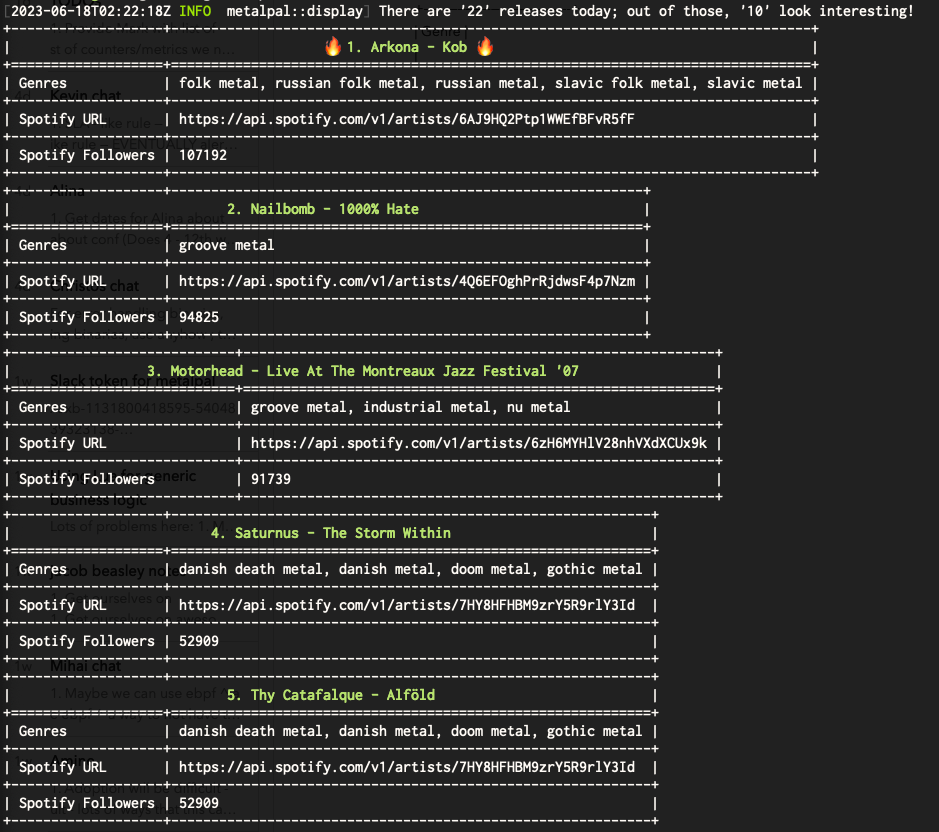 [2023-06-18T02:22:18Z INFO metalpal::display] There are '22' releases today; out of those, '10' look interesting!
🔥 1. Arkona - Kob 🔥
Genres | folk metal, russian folk metal, russian metal, slavic folk metal, slavic metal
Spotify URL | https://api.spotify.com/v1/artists/6AJ9HQ2Ptp1WWEfBFvR5fF
Spotify Followers | 107192
2. Nailbomb - 1000% Hate
Genres | groove metal
Spotify URL | https://api.spotify.com/v1/artists/4Q6EFOghPrRjdwsF4p7Nzm
Spotify Followers | 94825
3. Motorhead - Live At The Montreaux Jazz Festival '07
Genres | groove metal, industrial metal, nu metal
Spotify URL | https://api.spotify.com/v1/artists/6zH6MYHlV28nhVXdXCUx9k
Spotify Followers | 91739
4. Saturnus - The Storm Within
Genres | danish death metal, danish metal, doom metal, gothic metal
Spotify URL | https://api.spotify.com/v1/artists/7HY8HFHBM9zrY5R9rlY3Id
Spotify Followers | 52909
5. Thy Catafalque - Alföld
Genres | danish death metal, danish metal, doom metal, gothic metal
Spotify URL | https://api.spotify.com/v1/artists/7HY8HFHBM9zrY5R9rlY3Id
Spotify Followers | 52909